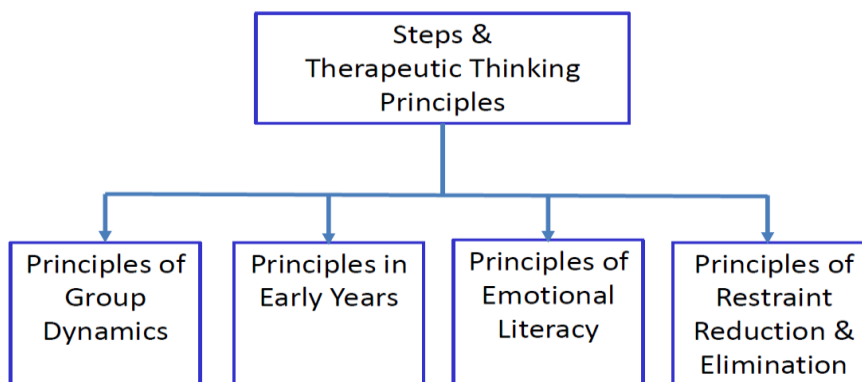 Steps &
Therapeutic Thinking
Principles
Principles of
Group
Dynamics
Principles in
Early Years
Principles of
Emotional
Literacy
Principles of
Restraint
Reduction &
Elimination